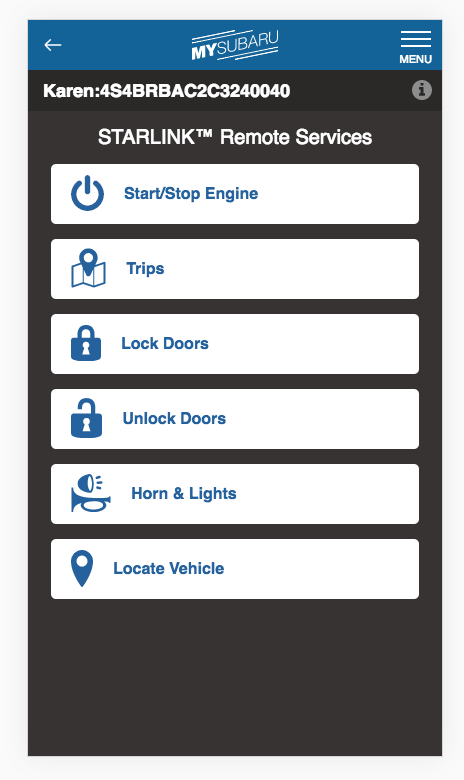 MYSUBARU
MENU
Karen:4S4BRBAC2C3240040
STARLINK™ Remote Services
Start/Stop Engine
Trips
Lock Doors
Unlock Doors
Horn & Lights
Locate Vehicle